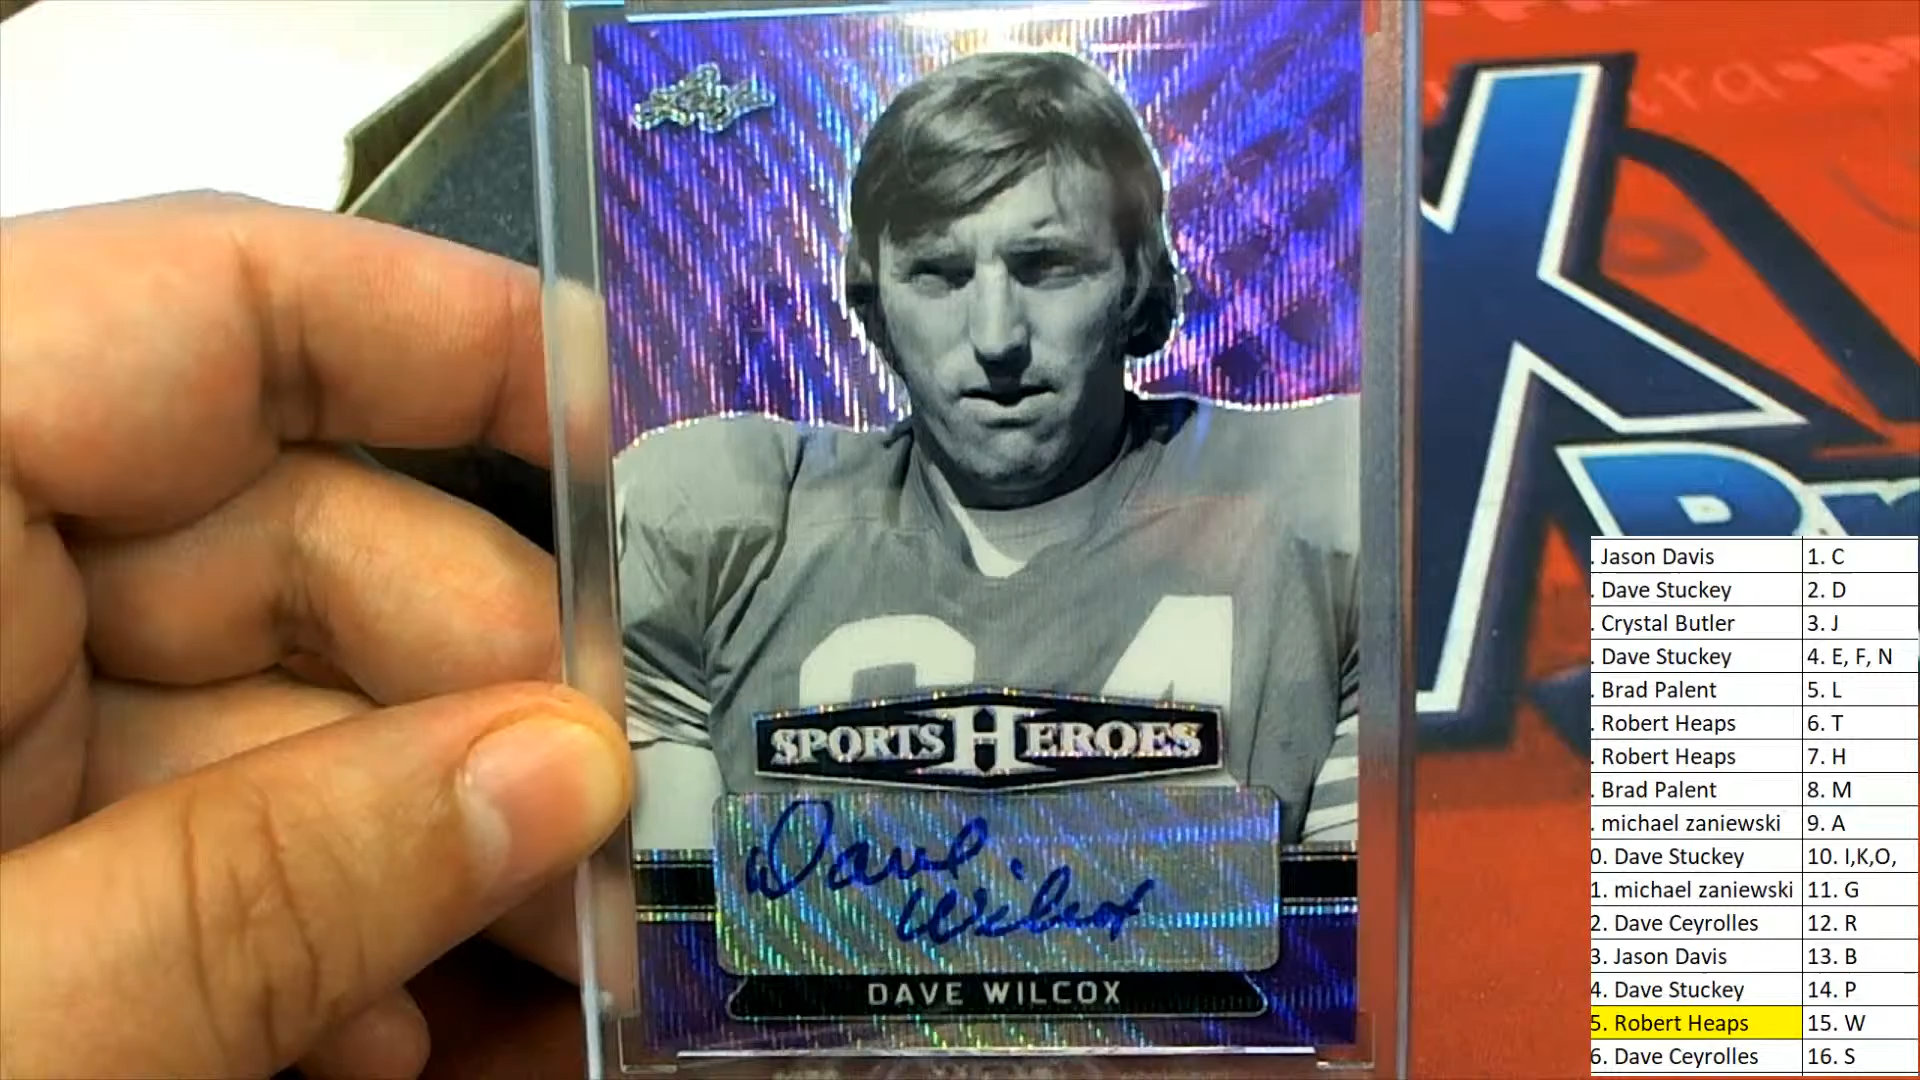 Leaf
64
SPORTS HEROES
Dave
Wilcox
DAVE WILCOX
. Jason Davis 1. C
. Dave Stuckey 2. D
. Crystal Butler 3. J
. Dave Stuckey 4. E, F, N
. Brad Palent 5. L
. Robert Heaps 6. T
. Robert Heaps 7. H
. Brad Palent 8. M
. michael zaniewski 9. A
0. Dave Stuckey 10. I,K,O,
1. michael zaniewski 11. G
2. Dave Ceyrolles 12. R
3. Jason Davis 13. B
4. Dave Stuckey 14. P
5. Robert Heaps 15. W
6. Dave Ceyrolles 16. S